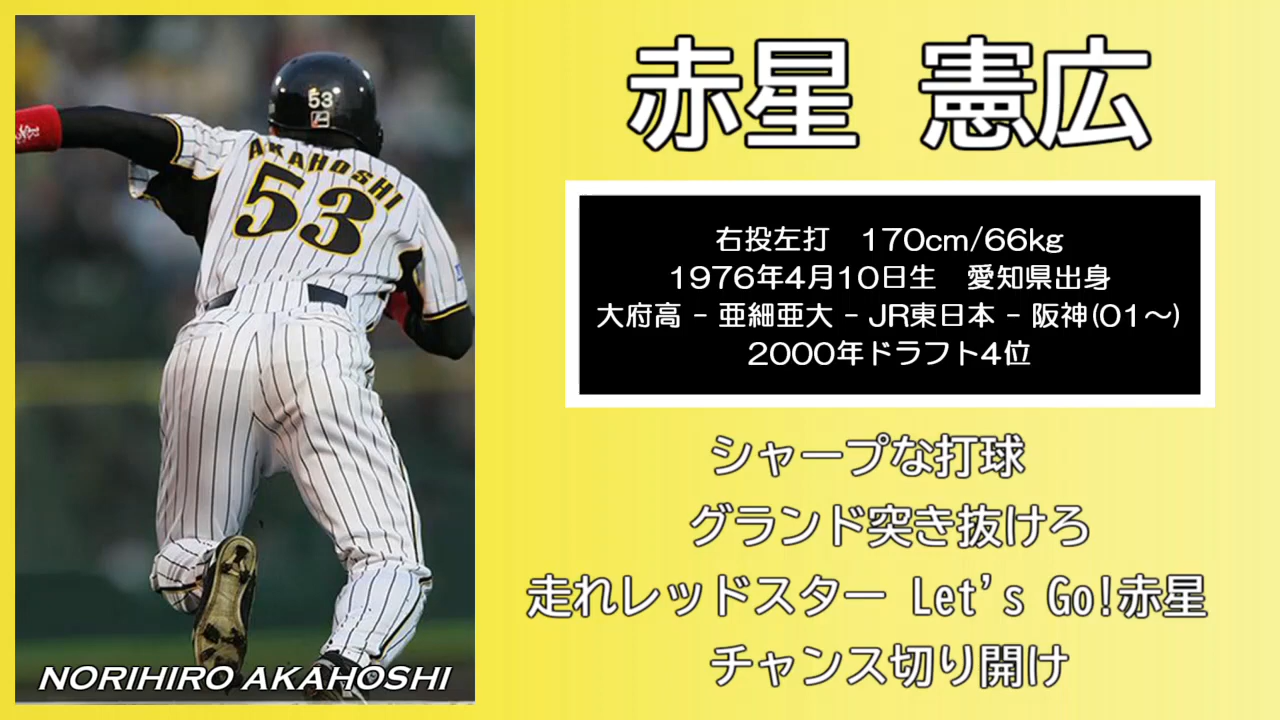 赤星 憲広
53
AKAHOSHI
53
NORIHIRO AKAHOSHI
右投左打 170cm/66kg
1976年4月10日生 愛知県出身
大府高 - 亜細亜大 - JR東日本 - 阪神(01～)
2000年ドラフト4位
シャープな打球
グランド突き抜けろ
走れレッドスター Let's Go!赤星
チャンス切り開け